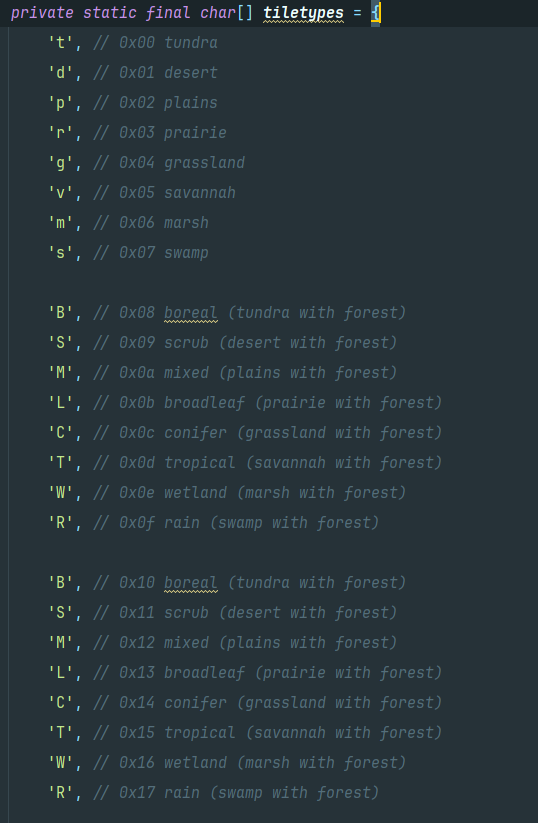 private static final char[] tiletypes = {
't', // 0x00 tundra
'd', // 0x01 desert
'p', // 0x02 plains
'r', // 0x03 prairie
'g', // 0x04 grassland
'v', // 0x05 savannah
'm', // 0x06 marsh
's', // 0x07 swamp
'B', // 0x08 boreal (tundra with forest)
'S', // 0x09 scrub (desert with forest)
'M', // 0x0a mixed (plains with forest)
'L', // 0x0b broadleaf (prairie with forest)
'C', // 0x0c conifer (grassland with forest)
'T', // 0x0d tropical (savannah with forest)
'W', // 0x0e wetland (marsh with forest)
'R', // 0x0f rain (swamp with forest)
'B', // 0x10 boreal (tundra with forest)
'S', // 0x11 scrub (desert with forest)
'M', // 0x12 mixed (plains with forest)
'L', // 0x13 broadleaf (prairie with forest)
'C', // 0x14 conifer (grassland with forest)
'T', // 0x15 tropical (savannah with forest)
'W', // 0x16 wetland (marsh with forest)
'R', // 0x17 rain (swamp with forest)